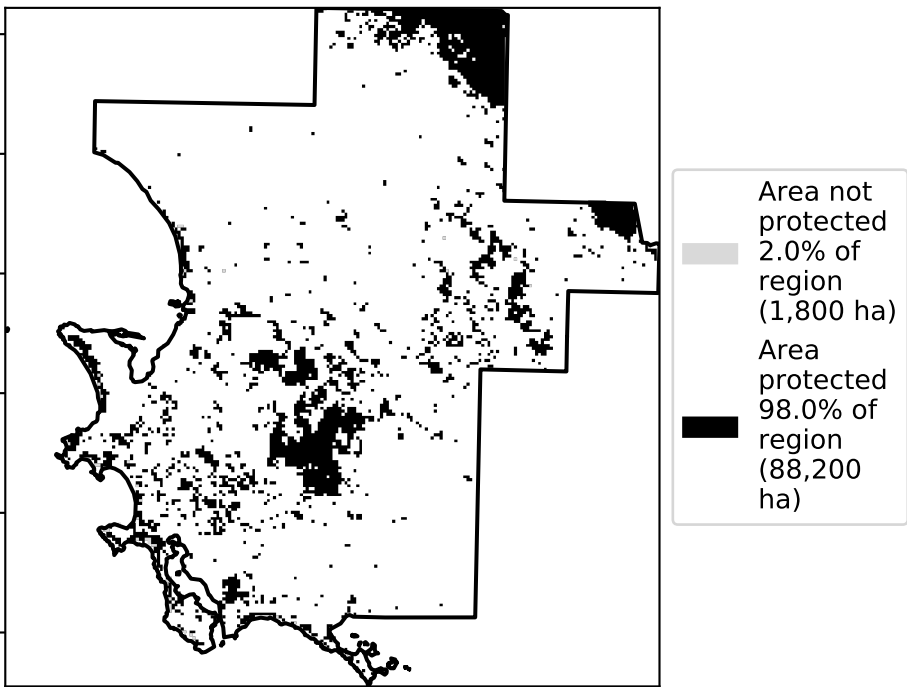 Area not
protected
2.0% of
region
(1,800 ha)
Area
protected
98.0% of
region
(88,200
ha)